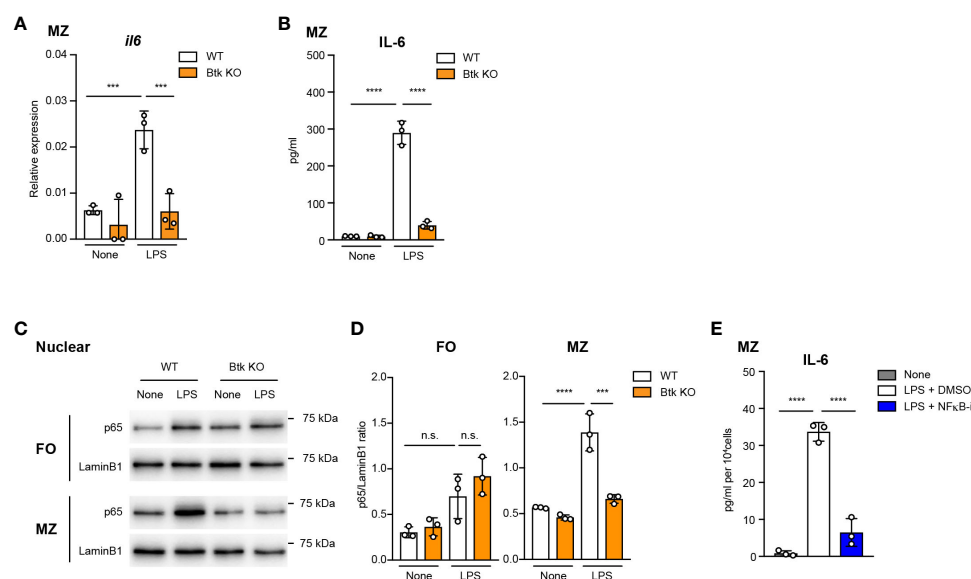 A
MZ
il6
WT
Btk KO
***
***
0.04
0.03
0.02
0.01
0.00
Relative expression
None
LPS
B
MZ
IL-6
WT
Btk KO
****
****
500
400
300
200
100
0
pg/ml
None
LPS
C
Nuclear
WT
Btk KO
None LPS None LPS
FO
p65
75 kDa
LaminB1
75 kDa
MZ
p65
75 kDa
LaminB1
75 kDa
D
FO
2.0
1.5
1.0
0.5
0.0
p65/LaminB1 ratio
n.s.
n.s.
None
LPS
MZ
WT
Btk KO
****
***
2.0
1.5
1.0
0.5
0.0
None
LPS
E
MZ
IL-6
None
LPS + DMSO
LPS + NFκB-i
****
****
50
40
30
20
10
0
pg/ml per 10⁴cells